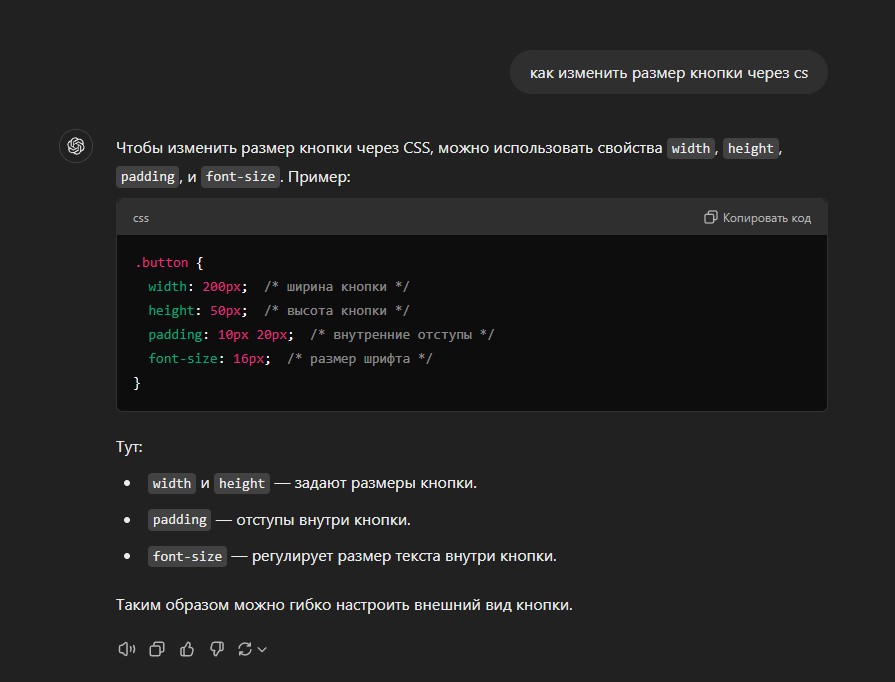 как изменить размер кнопки через cs
Чтобы изменить размер кнопки через CSS, можно использовать свойства width, height,
padding, и font-size. Пример:
css
Копировать код
.button {
  width: 200px;  /* ширина кнопки */
  height: 50px;  /* высота кнопки */
  padding: 10px 20px;  /* внутренние отступы */
  font-size: 16px;  /* размер шрифта */
}
Тут:
• width и height — задают размеры кнопки.
• padding — отступы внутри кнопки.
• font-size — регулирует размер текста внутри кнопки.
Таким образом можно гибко настроить внешний вид кнопки.